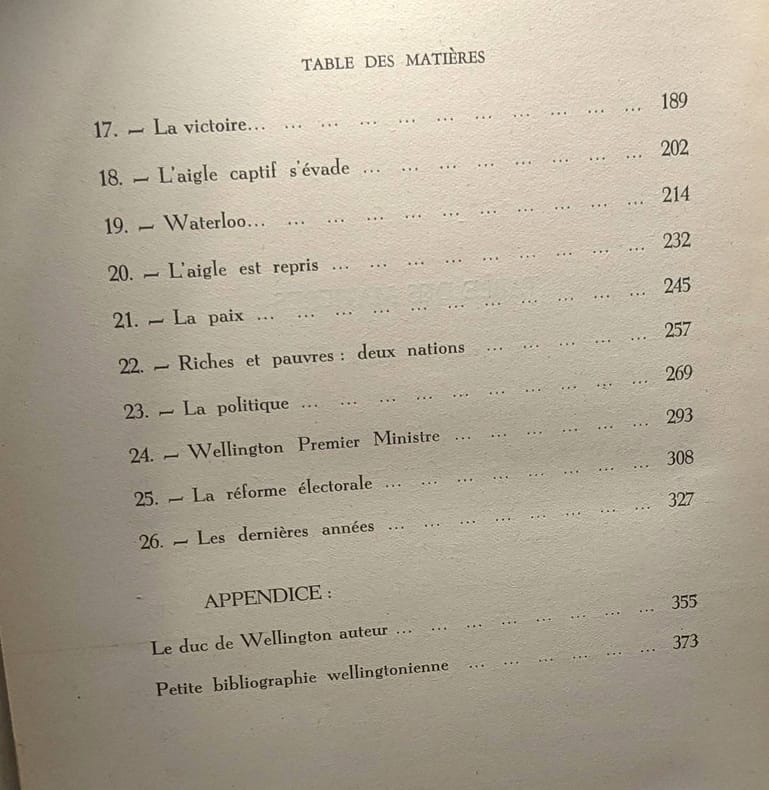 TABLE DES MATIÈRES
17. — La victoire... ... ... ... ... ... ... ... ... ... ... 189
18. — L'aigle captif s'évade ... ... ... ... ... ... ... ... 202
19. — Waterloo... ... ... ... ... ... ... ... ... ... ... 214
20. — L'aigle est repris ... ... ... ... ... ... ... ... ... 232
21. — La paix ... ... ... ... ... ... ... ... ... ... ... 245
22. — Riches et pauvres : deux nations ... ... ... ... ... 257
23. — La politique ... ... ... ... ... ... ... ... ... ... 269
24. — Wellington Premier Ministre ... ... ... ... ... ... 293
25. — La réforme électorale ... ... ... ... ... ... ... ... 308
26. — Les dernières années ... ... ... ... ... ... ... ... 327
APPENDICE :
Le duc de Wellington auteur ... ... ... ... ... ... ... ... 355
Petite bibliographie wellingtonienne ... ... ... ... ... ... 373